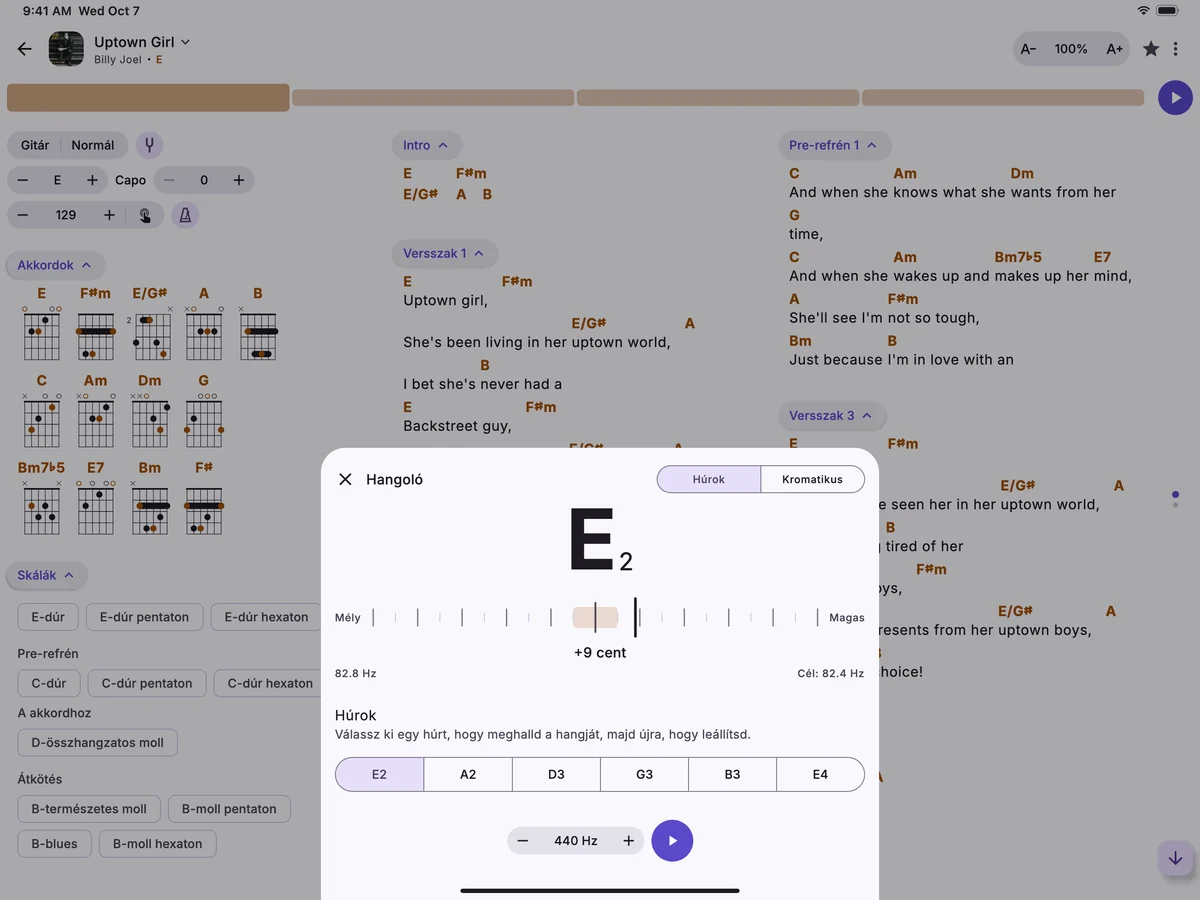 9:41 AM Wed Oct 7
Uptown Girl
Billy Joel • E
A− 100% A+
Gitár Normál
− E + Capo − 0 +
− 129 +
Akkordok
E F#m E/G# A B
2
C Am Dm G
Bm7♭5 E7 Bm F#
Skálák
E-dúr E-dúr pentaton E-dúr hexaton
Pre-refrén
C-dúr C-dúr pentaton C-dúr hexaton
A akkordhoz
D-összhangzatos moll
Átkötés
B-természetes moll B-moll pentaton
B-blues B-moll hexaton
Intro
E F#m
E/G# A B
Versszak 1
E F#m
Uptown girl,
E/G# A
She's been living in her uptown world,
B
I bet she's never had a
E F#m
Backstreet guy,
E/G# A
Pre-refrén 1
C Am Dm
And when she knows what she wants from her
G
time,
C Am Bm7♭5 E7
And when she wakes up and makes up her mind,
A F#m
She'll see I'm not so tough,
Bm B
Just because I'm in love with an
Versszak 3
E F#m
E/G# A
e seen her in her uptown world,
B
tired of her
F#m
oys,
E/G# A
resents from her uptown boys,
hoice!
Hangoló
Húrok Kromatikus
E2
Mély Magas
+9 cent
82.8 Hz Cél: 82.4 Hz
Húrok
Válassz ki egy húrt, hogy meghalld a hangját, majd újra, hogy leállítsd.
E2 A2 D3 G3 B3 E4
− 440 Hz +